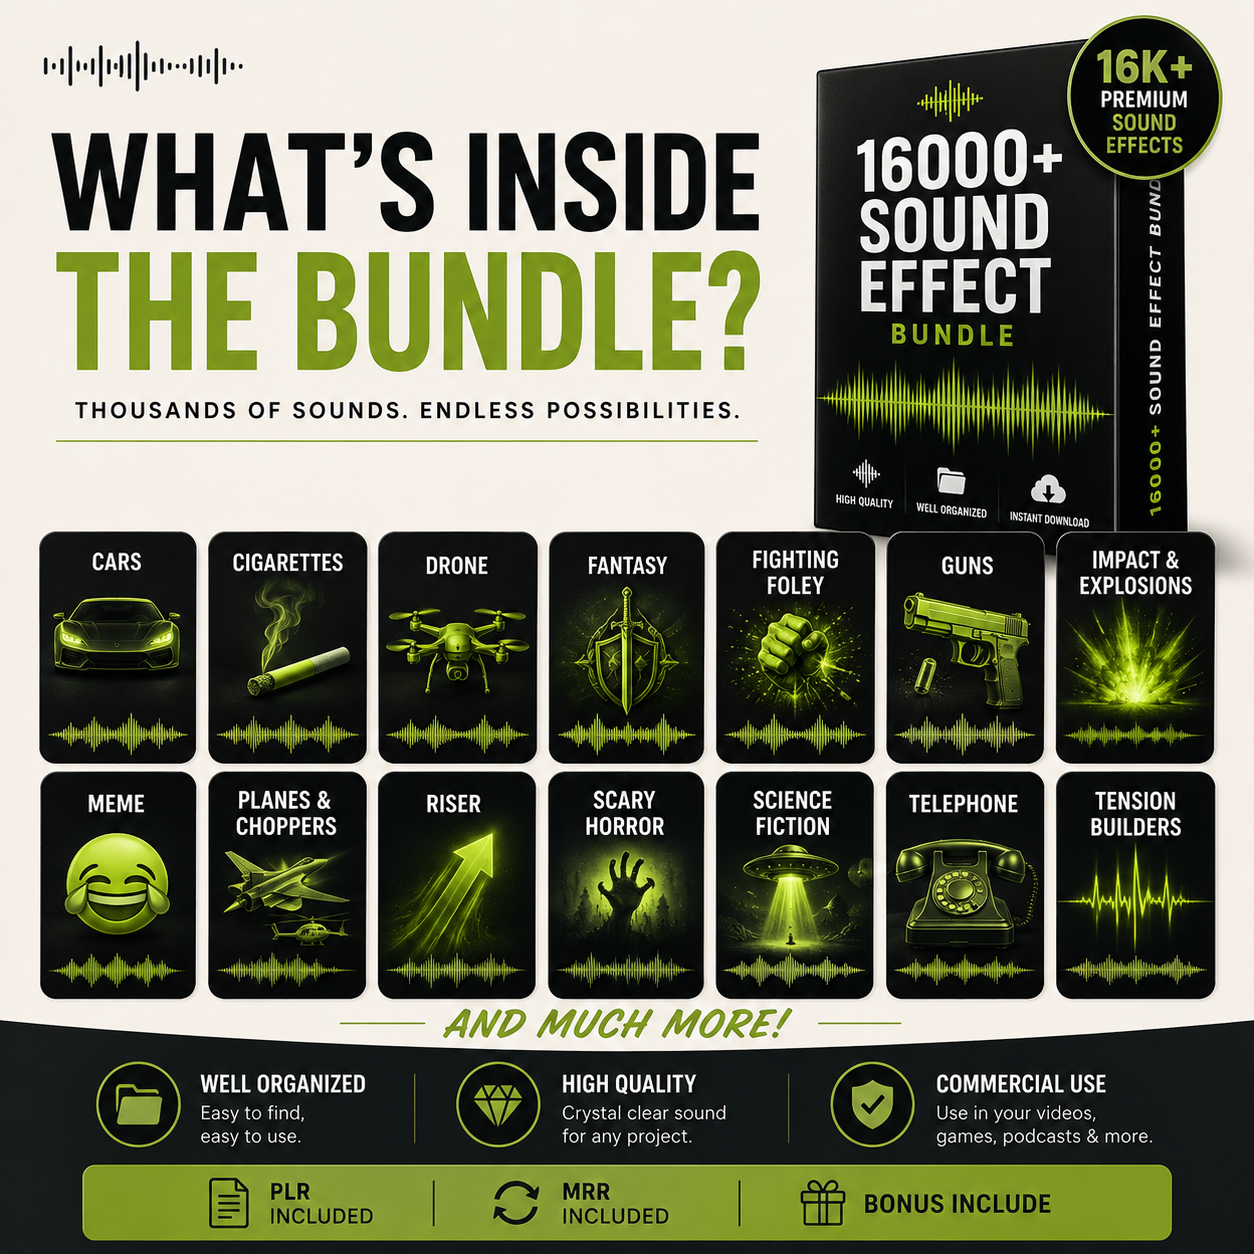 WHAT'S INSIDE
THE BUNDLE?
THOUSANDS OF SOUNDS. ENDLESS POSSIBILITIES.
16K+
PREMIUM
SOUND
EFFECTS
16000+
SOUND
EFFECT
BUNDLE
HIGH QUALITY
WELL ORGANIZED
INSTANT DOWNLOAD
16000+ SOUND EFFECT BUND
CARS
CIGARETTES
DRONE
FANTASY
FIGHTING
FOLEY
GUNS
IMPACT &
EXPLOSIONS
MEME
PLANES &
CHOPPERS
RISER
SCARY
HORROR
SCIENCE
FICTION
TELEPHONE
TENSION
BUILDERS
AND MUCH MORE!
WELL ORGANIZED
Easy to find,
easy to use.
HIGH QUALITY
Crystal clear sound
for any project.
COMMERCIAL USE
Use in your videos,
games, podcasts & more.
PLR
INCLUDED
MRR
INCLUDED
BONUS INCLUDE